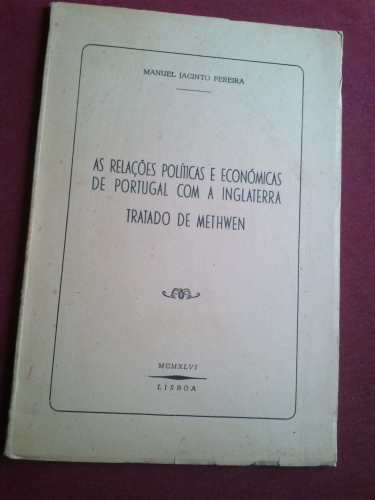 MANUEL JACINTO PEREIRA
AS RELAÇÕES POLÍTICAS E ECONÓMICAS
DE PORTUGAL COM A INGLATERRA
TRATADO DE METHWEN
MCMXLVI
LISBOA